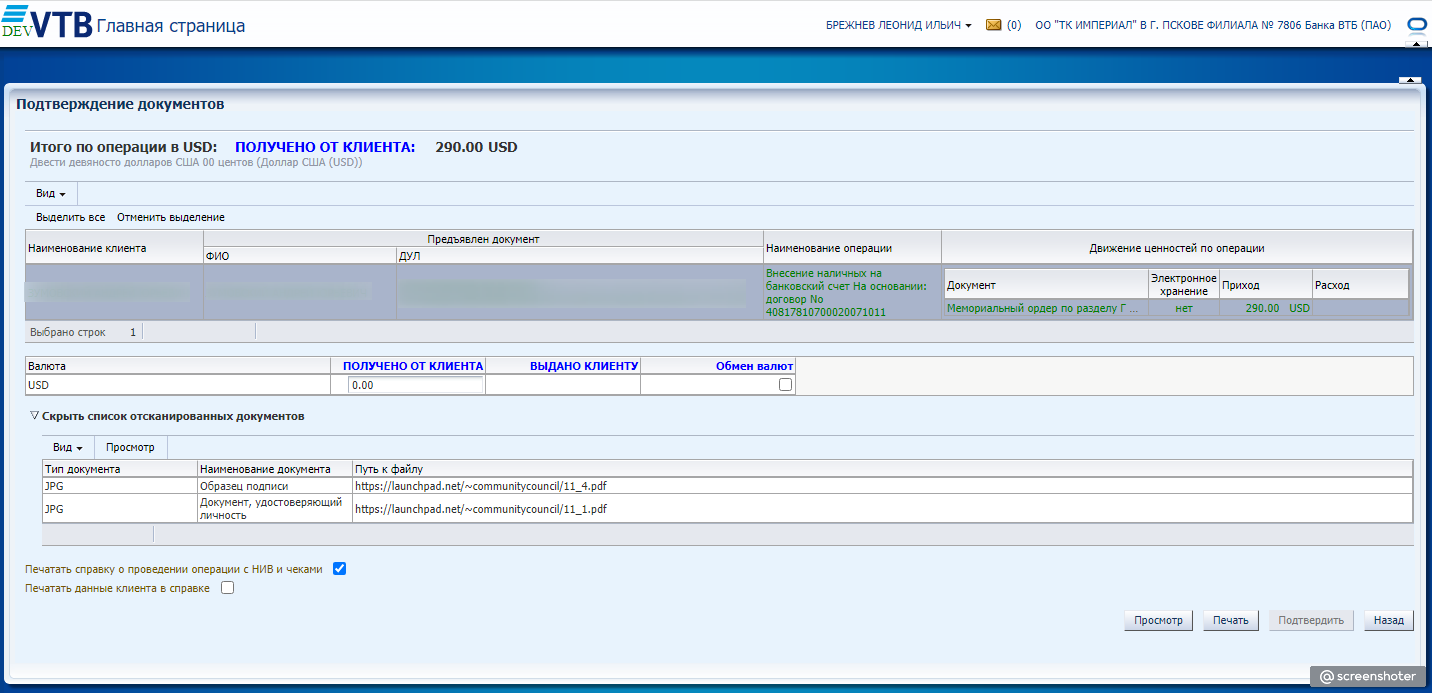 DEV VTB Главная страница
БРЕЖНЕВ ЛЕОНИД ИЛЬИЧ (0) ОО "ТК ИМПЕРИАЛ" В Г. ПСКОВЕ ФИЛИАЛА № 7806 Банка ВТБ (ПАО)
Подтверждение документов
Итого по операции в USD: ПОЛУЧЕНО ОТ КЛИЕНТА: 290.00 USD
Двести девяносто долларов США 00 центов (Доллар США (USD))
Вид
Выделить все Отменить выделение
Наименование клиента
Предъявлен документ
ФИО ДУЛ
Наименование операции
Движение ценностей по операции
Внесение наличных на
банковский счет На основании:
договор No
40817810700020071011
Документ Электронное хранение Приход Расход
Мемориальный ордер по разделу Г ... нет 290.00 USD
Выбрано строк 1
Валюта ПОЛУЧЕНО ОТ КЛИЕНТА ВЫДАНО КЛИЕНТУ Обмен валют
USD 0.00
Скрыть список отсканированных документов
Вид Просмотр
Тип документа Наименование документа Путь к файлу
JPG Образец подписи https://launchpad.net/~communitycouncil/11_4.pdf
JPG Документ, удостоверяющий личность https://launchpad.net/~communitycouncil/11_1.pdf
Печатать справку о проведении операции с НИВ и чеками
Печатать данные клиента в справке
Просмотр Печать Подтвердить Назад
@screenshoter